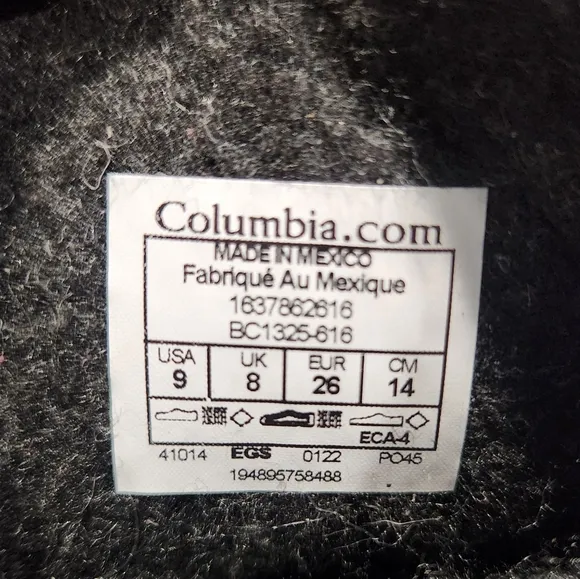 Columbia.com
MADE IN MEXICO
Fabriqué Au Mexique
1637862616
BC1325-616
USA UK EUR CM
9 8 26 14
ECA-4
41014 EGS 0122 PO45
194895758488